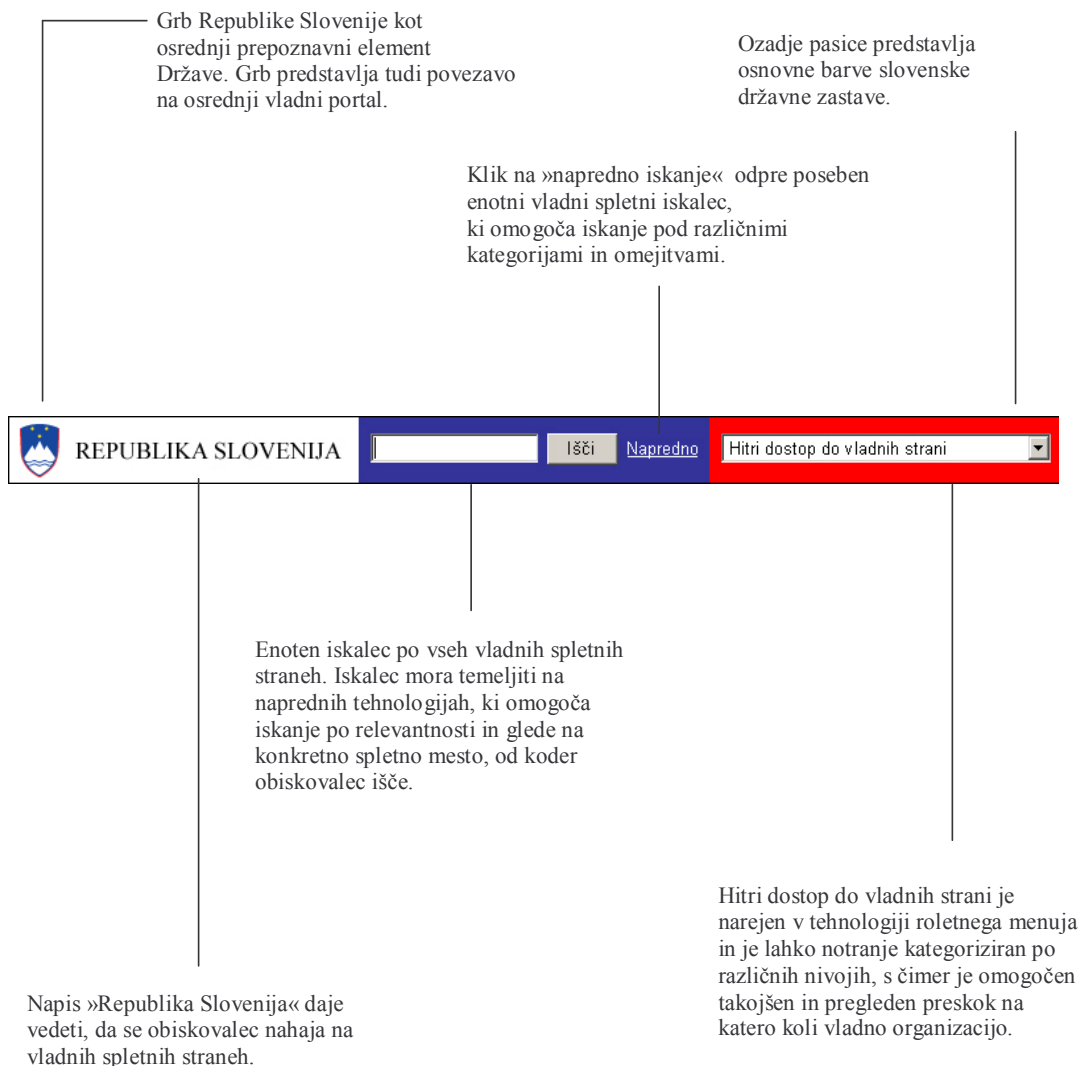 Grb Republike Slovenije kot
osrednji prepoznavni element
Države. Grb predstavlja tudi povezavo
na osrednji vladni portal.
Ozadje pasice predstavlja
osnovne barve slovenske
državne zastave.
Klik na »napredno iskanje« odpre poseben
enotni vladni spletni iskalec,
ki omogoča iskanje pod različnimi
kategorijami in omejitvami.
REPUBLIKA SLOVENIJA
Išči
Napredno
Hitri dostop do vladnih strani
Enoten iskalec po vseh vladnih spletnih
straneh. Iskalec mora temeljiti na
naprednih tehnologijah, ki omogoča
iskanje po relevantnosti in glede na
konkretno spletno mesto, od koder
obiskovalec išče.
Hitri dostop do vladnih strani je
narejen v tehnologiji roletnega menuja
in je lahko notranje kategoriziran po
različnih nivojih, s čimer je omogočen
takojšen in pregleden preskok na
katero koli vladno organizacijo.
Napis »Republika Slovenija« daje
vedeti, da se obiskovalec nahaja na
vladnih spletnih straneh.